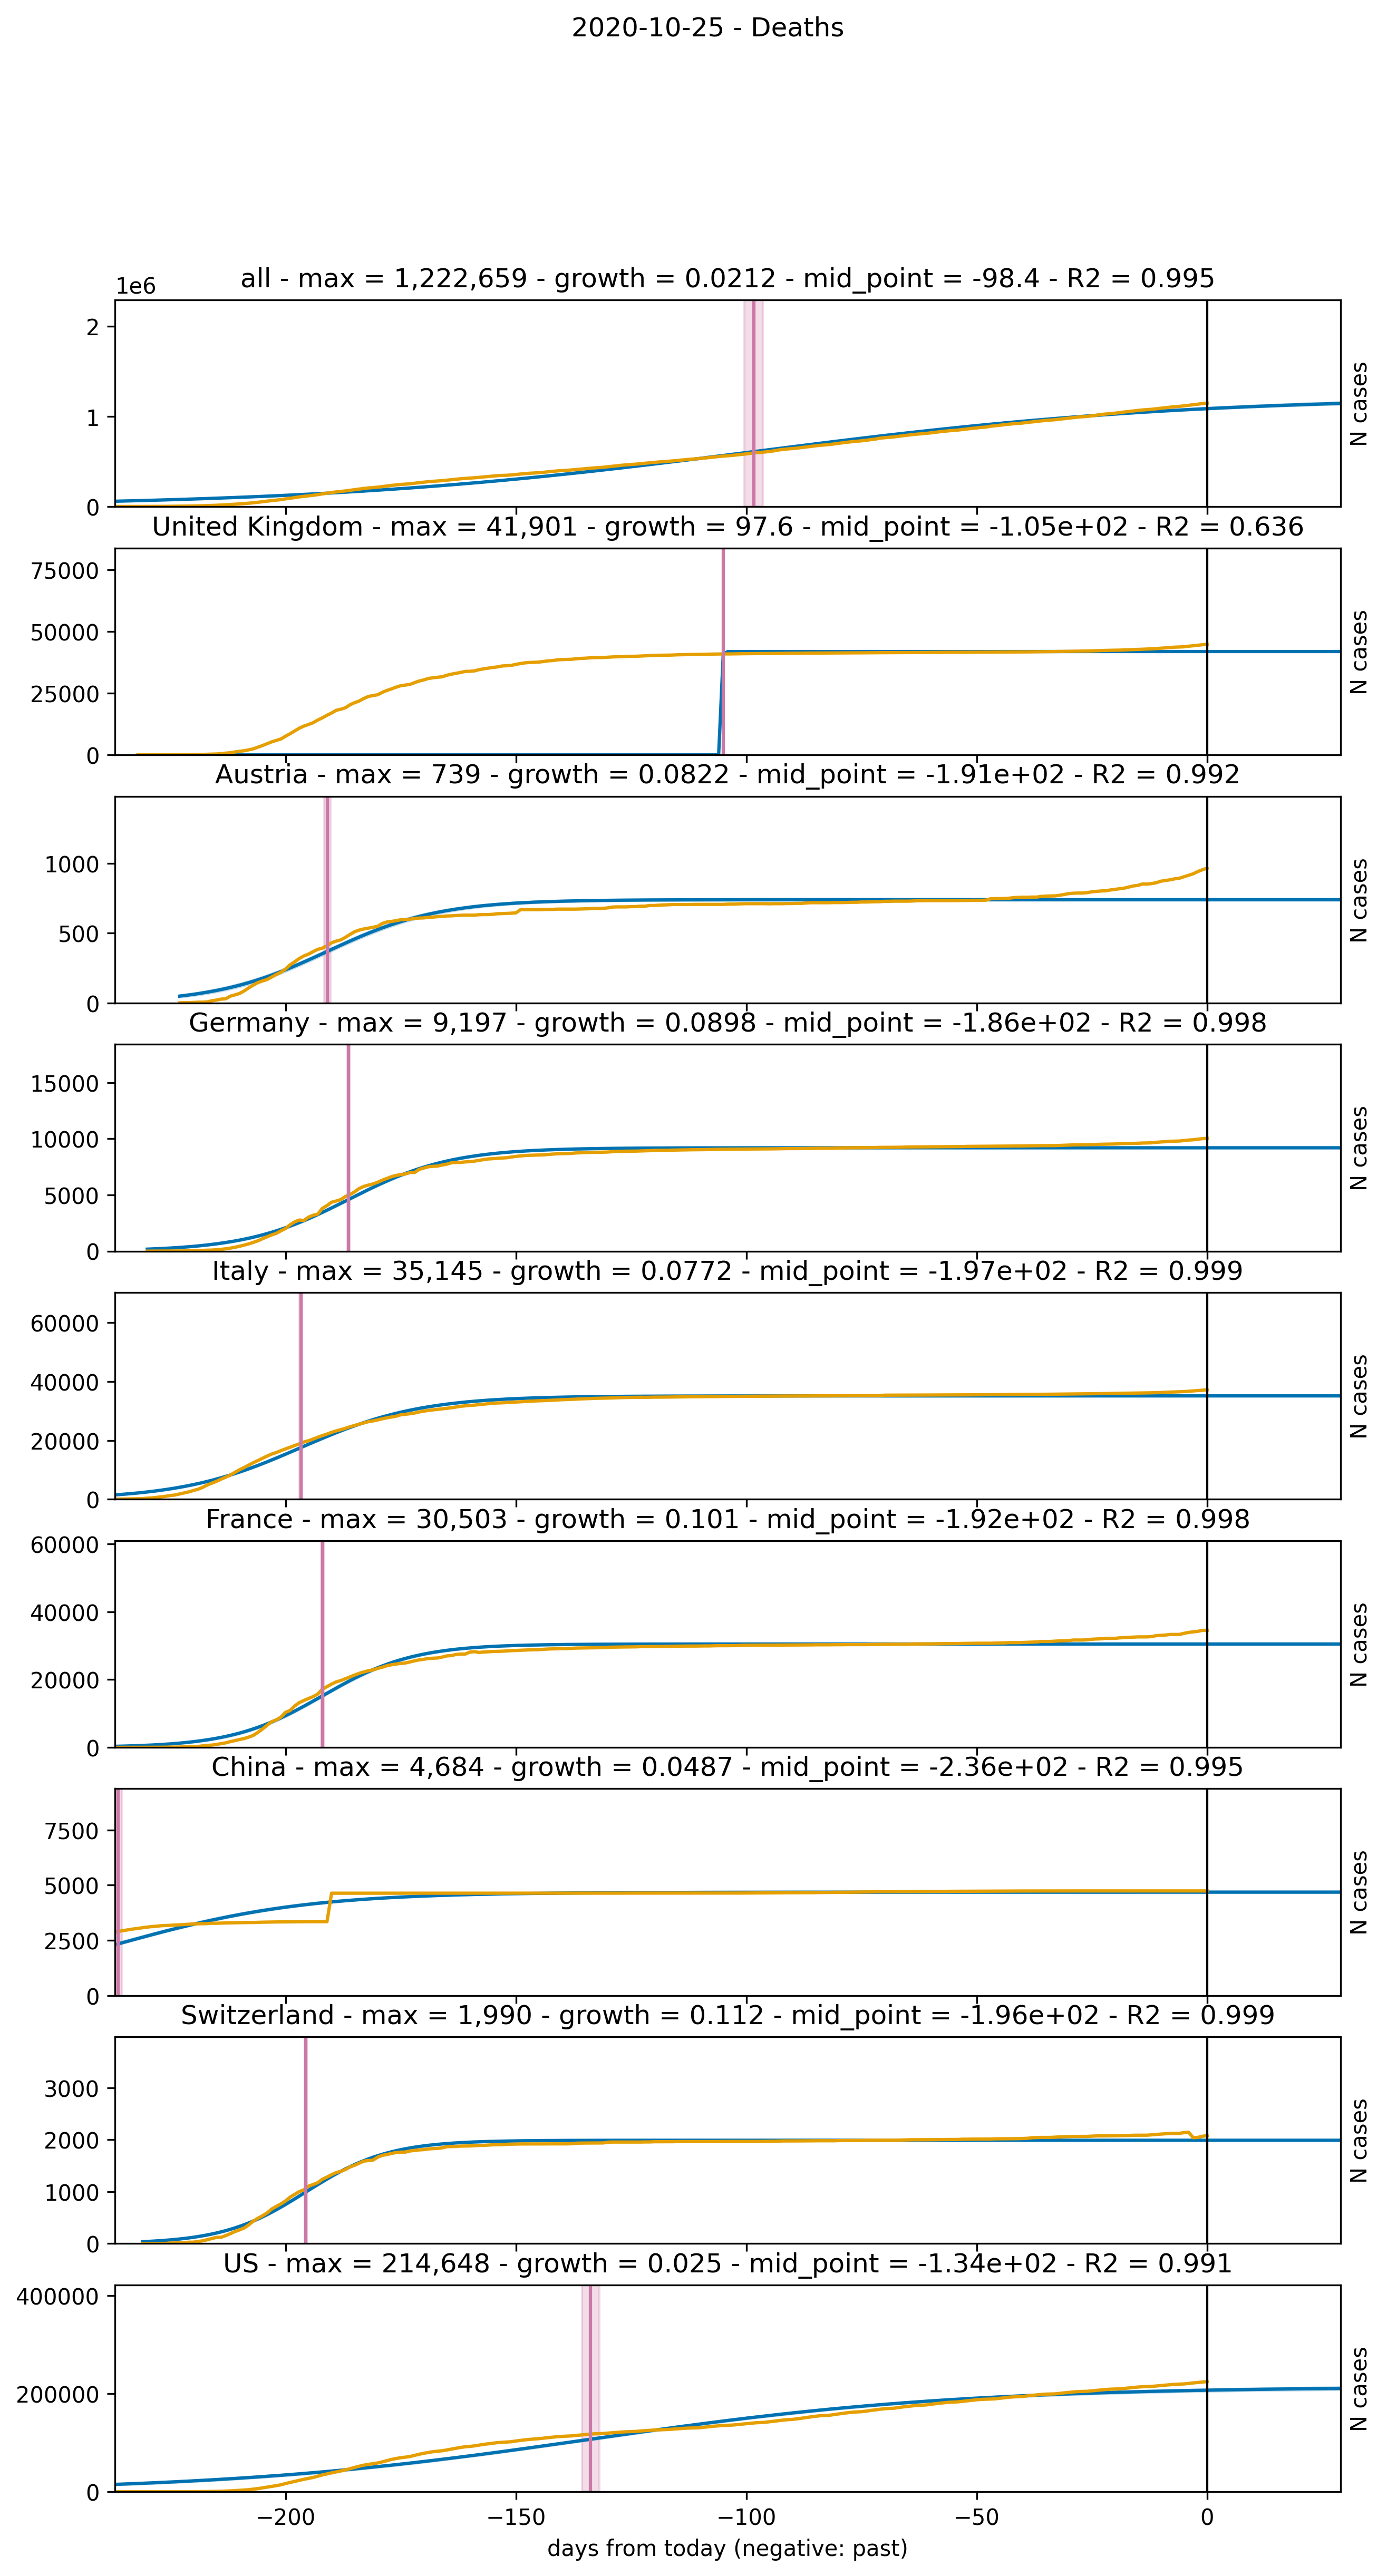 2020-10-25 - Deaths
all - max = 1,222,659 - growth = 0.0212 - mid_point = -98.4 - R2 = 0.995
1e6
2
1
0
N cases
United Kingdom - max = 41,901 - growth = 97.6 - mid_point = -1.05e+02 - R2 = 0.636
75000
50000
25000
0
N cases
Austria - max = 739 - growth = 0.0822 - mid_point = -1.91e+02 - R2 = 0.992
1000
500
0
N cases
Germany - max = 9,197 - growth = 0.0898 - mid_point = -1.86e+02 - R2 = 0.998
15000
10000
5000
0
N cases
Italy - max = 35,145 - growth = 0.0772 - mid_point = -1.97e+02 - R2 = 0.999
60000
40000
20000
0
N cases
France - max = 30,503 - growth = 0.101 - mid_point = -1.92e+02 - R2 = 0.998
60000
40000
20000
0
N cases
China - max = 4,684 - growth = 0.0487 - mid_point = -2.36e+02 - R2 = 0.995
7500
5000
2500
0
N cases
Switzerland - max = 1,990 - growth = 0.112 - mid_point = -1.96e+02 - R2 = 0.999
3000
2000
1000
0
N cases
US - max = 214,648 - growth = 0.025 - mid_point = -1.34e+02 - R2 = 0.991
400000
200000
0
N cases
−200 −150 −100 −50 0
days from today (negative: past)